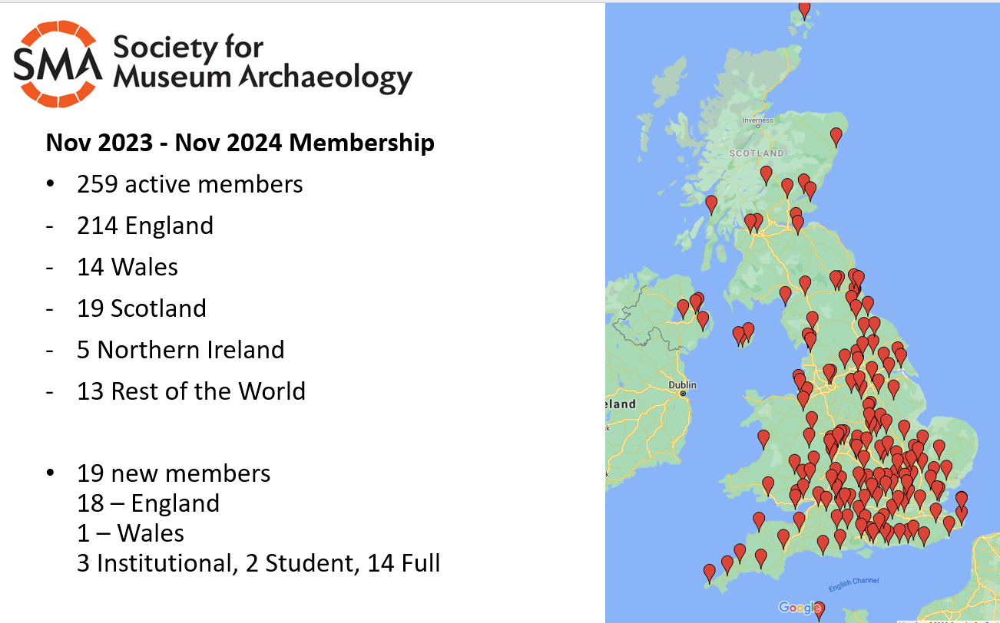 SMA
Society for
Museum Archaeology
Nov 2023 - Nov 2024 Membership
• 259 active members
- 214 England
- 14 Wales
- 19 Scotland
- 5 Northern Ireland
- 13 Rest of the World
• 19 new members
18 – England
1 – Wales
3 Institutional, 2 Student, 14 Full
Inverness
SCOTLAND
Dublin
eland
English Channel
Google